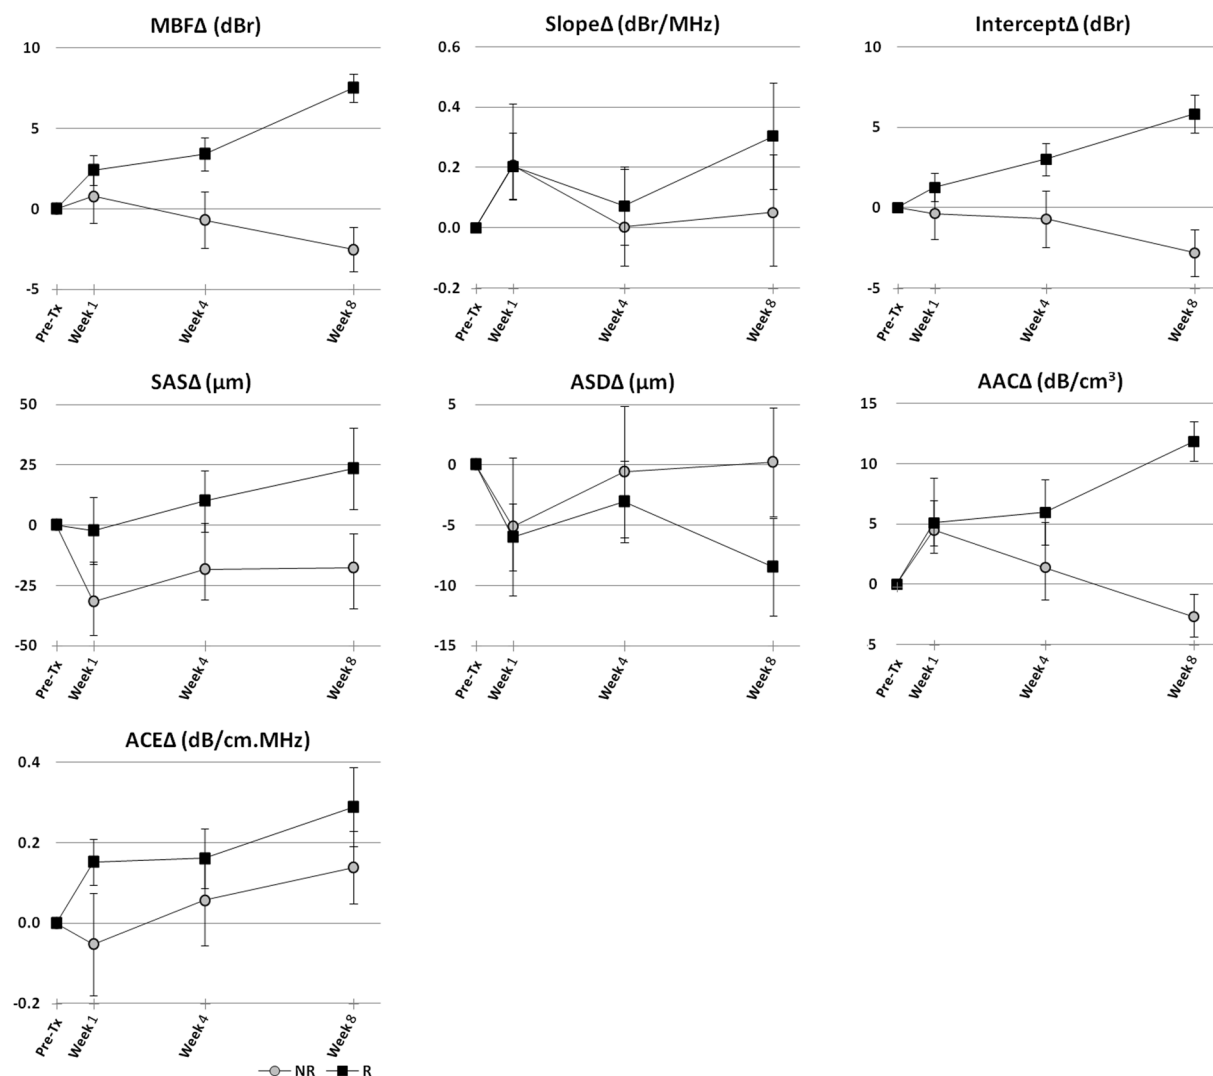 MBFΔ (dBr)
10
5
0
-5
Pre-Tx
Week 1
Week 4
Week 8
SlopeΔ (dBr/MHz)
0.6
0.4
0.2
0.0
-0.2
Pre-Tx
Week 1
Week 4
Week 8
InterceptΔ (dBr)
10
5
0
-5
Pre-Tx
Week 1
Week 4
Week 8
SASΔ (µm)
50
25
0
-25
-50
Pre-Tx
Week 1
Week 4
Week 8
ASDΔ (µm)
5
0
-5
-10
-15
Pre-Tx
Week 1
Week 4
Week 8
AACΔ (dB/cm³)
15
10
5
0
5
Pre-Tx
Week 1
Week 4
Week 8
ACEΔ (dB/cm.MHz)
0.4
0.2
0.0
-0.2
Pre-Tx
Week 1
Week 4
Week 8
NR R